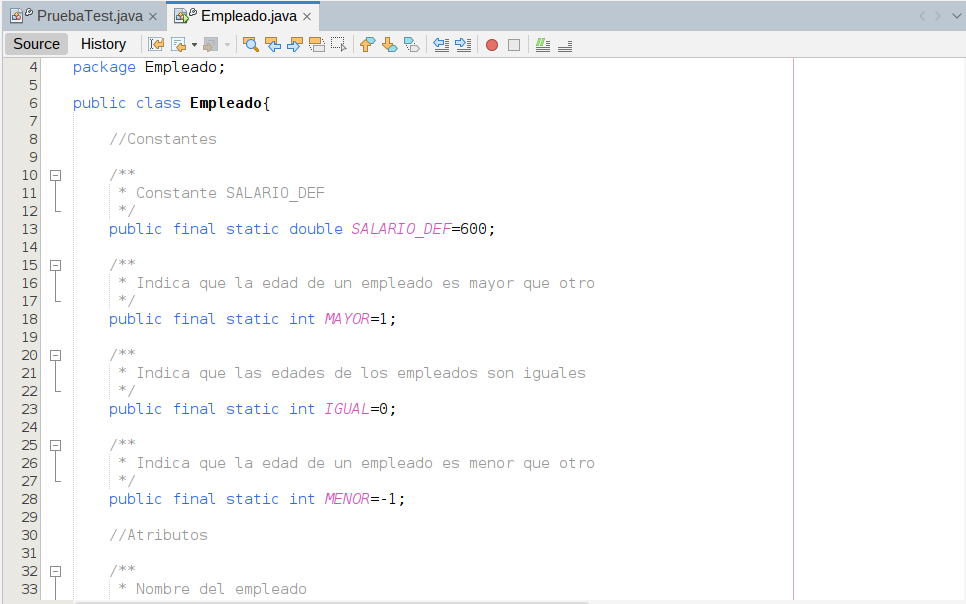 PruebaTest.java
Empleado.java
Source History
4 package Empleado;
5
6 public class Empleado{
7
8 //Constantes
9
10 /**
11 * Constante SALARIO_DEF
12 */
13 public final static double SALARIO_DEF=600;
14
15 /**
16 * Indica que la edad de un empleado es mayor que otro
17 */
18 public final static int MAYOR=1;
19
20 /**
21 * Indica que las edades de los empleados son iguales
22 */
23 public final static int IGUAL=0;
24
25 /**
26 * Indica que la edad de un empleado es menor que otro
27 */
28 public final static int MENOR=-1;
29
30 //Atributos
31
32 /**
33 * Nombre del empleado